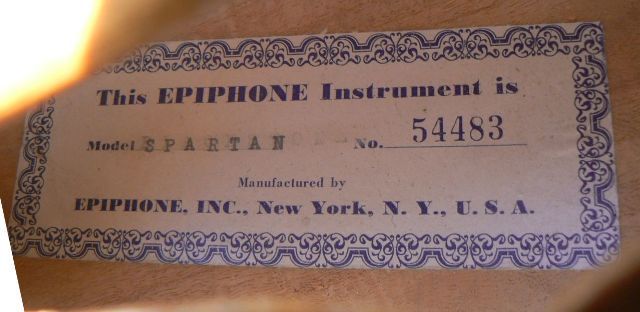 This EPIPHONE Instrument is
Model SPARTAN No. 54483
Manufactured by
EPIPHONE, INC., New York, N. Y., U. S. A.